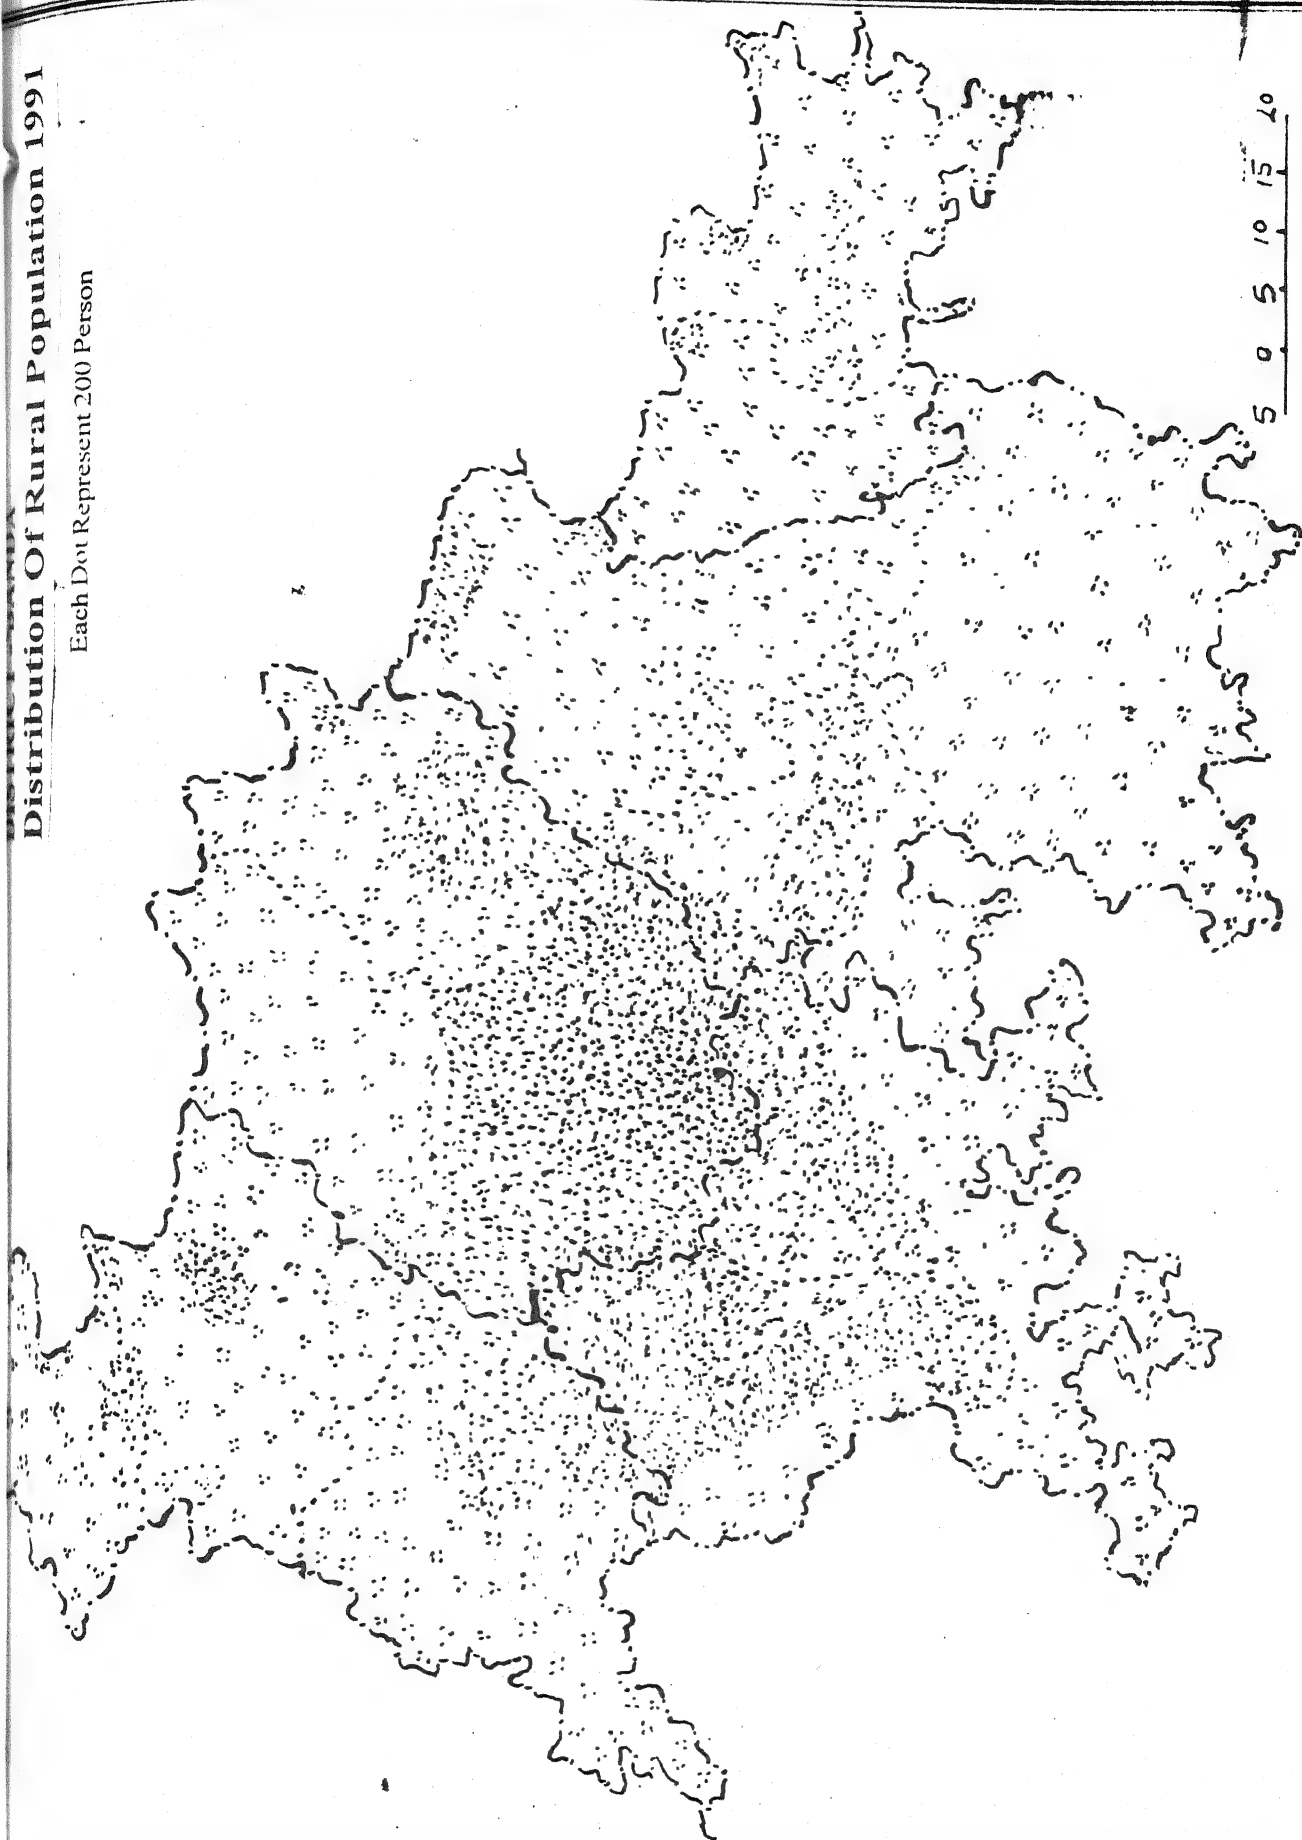 Distribution Of Rural Population 1991
Each Dot Represent 200 Person
5 0 5 10 15 20